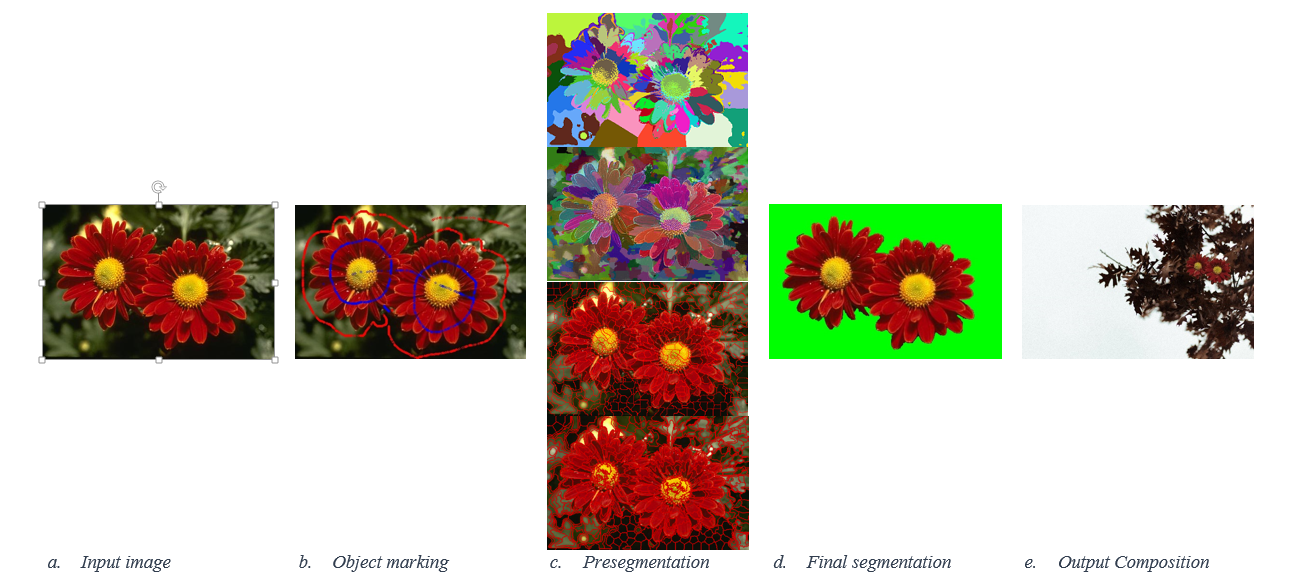 a. Input image
b. Object marking
c. Presegmentation
d. Final segmentation
e. Output Composition